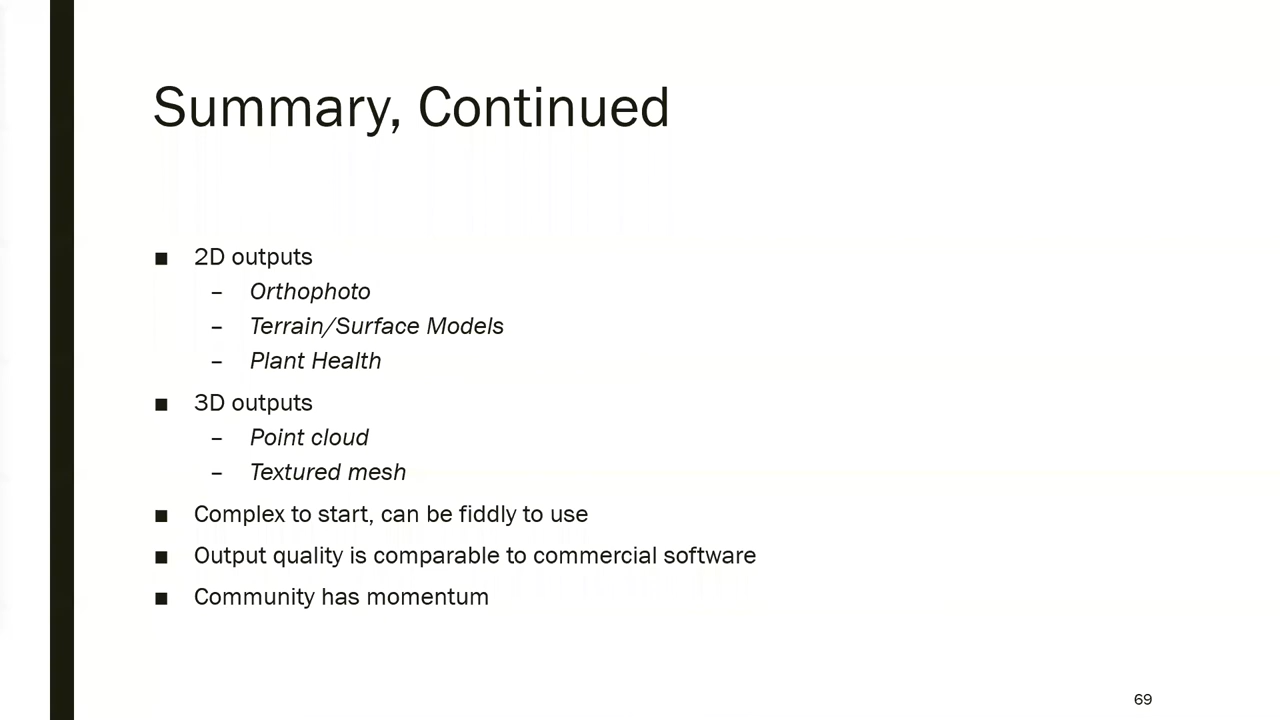 Summary, Continued
■ 2D outputs
– Orthophoto
– Terrain/Surface Models
– Plant Health
■ 3D outputs
– Point cloud
– Textured mesh
■ Complex to start, can be fiddly to use
■ Output quality is comparable to commercial software
■ Community has momentum
69